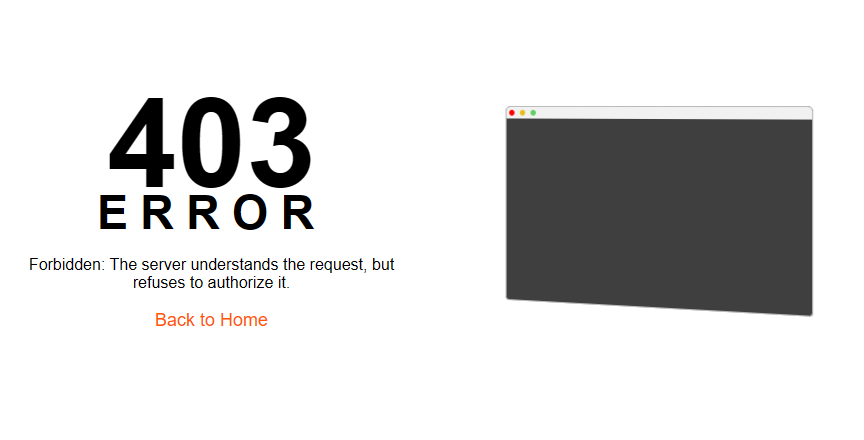 403
ERROR
Forbidden: The server understands the request, but
refuses to authorize it.
Back to Home